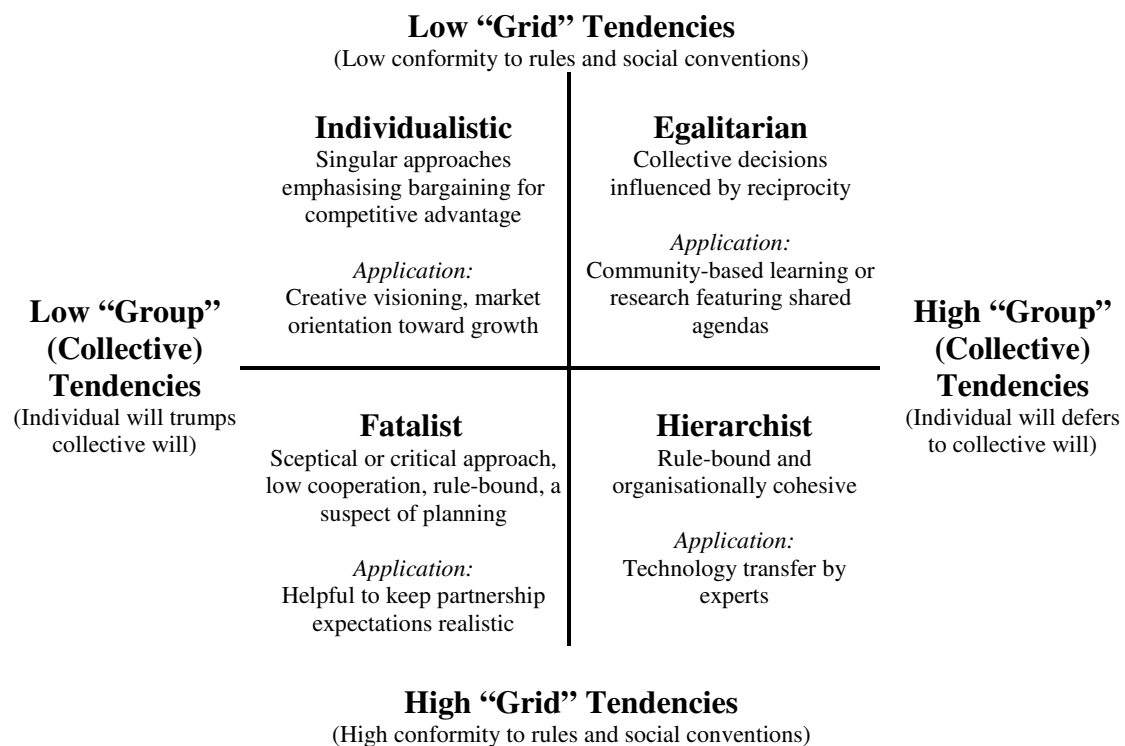 Low “Grid” Tendencies
(Low conformity to rules and social conventions)
Individualistic
Singular approaches
emphasising bargaining for
competitive advantage
Application:
Creative visioning, market
orientation toward growth
Egalitarian
Collective decisions
influenced by reciprocity
Application:
Community-based learning or
research featuring shared
agendas
Low “Group”
(Collective)
Tendencies
(Individual will trumps
collective will)
High “Group”
(Collective)
Tendencies
(Individual will defers
to collective will)
Fatalist
Sceptical or critical approach,
low cooperation, rule-bound, a
suspect of planning
Application:
Helpful to keep partnership
expectations realistic
Hierarchist
Rule-bound and
organisationally cohesive
Application:
Technology transfer by
experts
High “Grid” Tendencies
(High conformity to rules and social conventions)